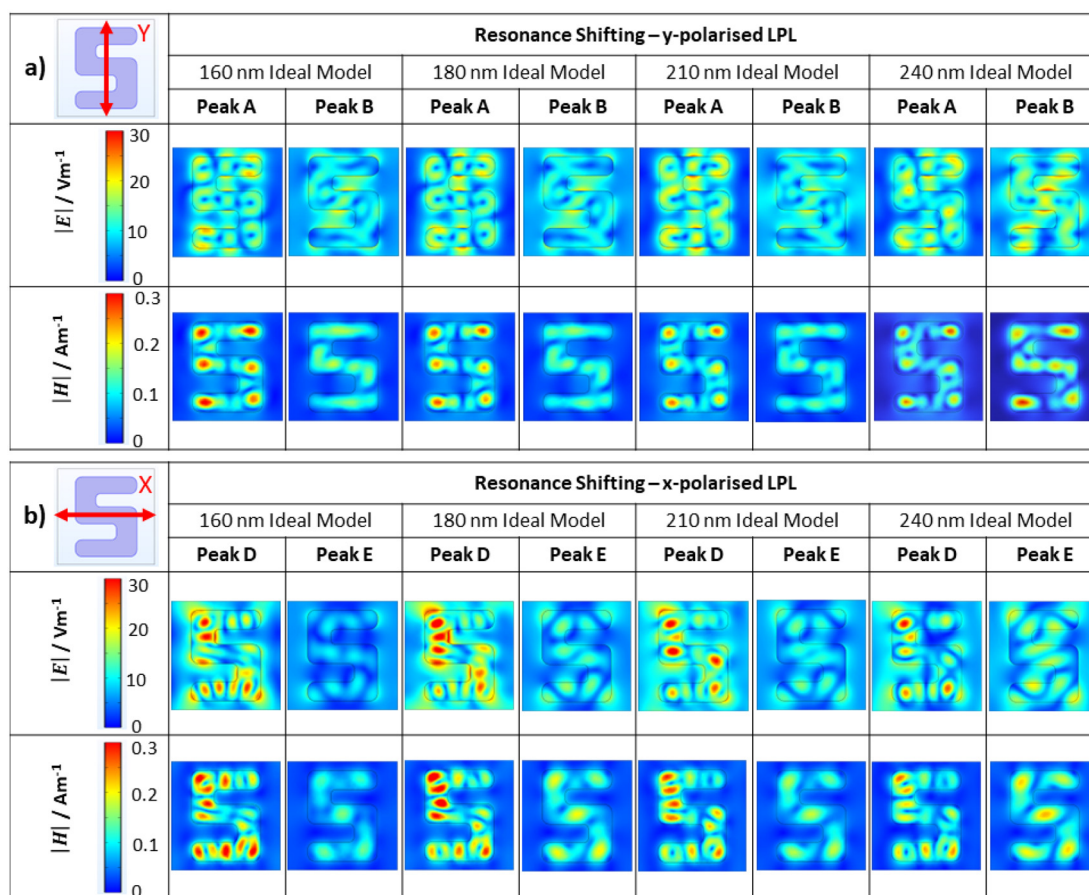 a)
Y
Resonance Shifting – y-polarised LPL
160 nm Ideal Model 180 nm Ideal Model 210 nm Ideal Model 240 nm Ideal Model
Peak A Peak B Peak A Peak B Peak A Peak B Peak A Peak B
|E| / Vm⁻¹
30
20
10
0
|H| / Am⁻¹
0.3
0.2
0.1
0
b)
X
Resonance Shifting – x-polarised LPL
160 nm Ideal Model 180 nm Ideal Model 210 nm Ideal Model 240 nm Ideal Model
Peak D Peak E Peak D Peak E Peak D Peak E Peak D Peak E
|E| / Vm⁻¹
30
20
10
0
|H| / Am⁻¹
0.3
0.2
0.1
0